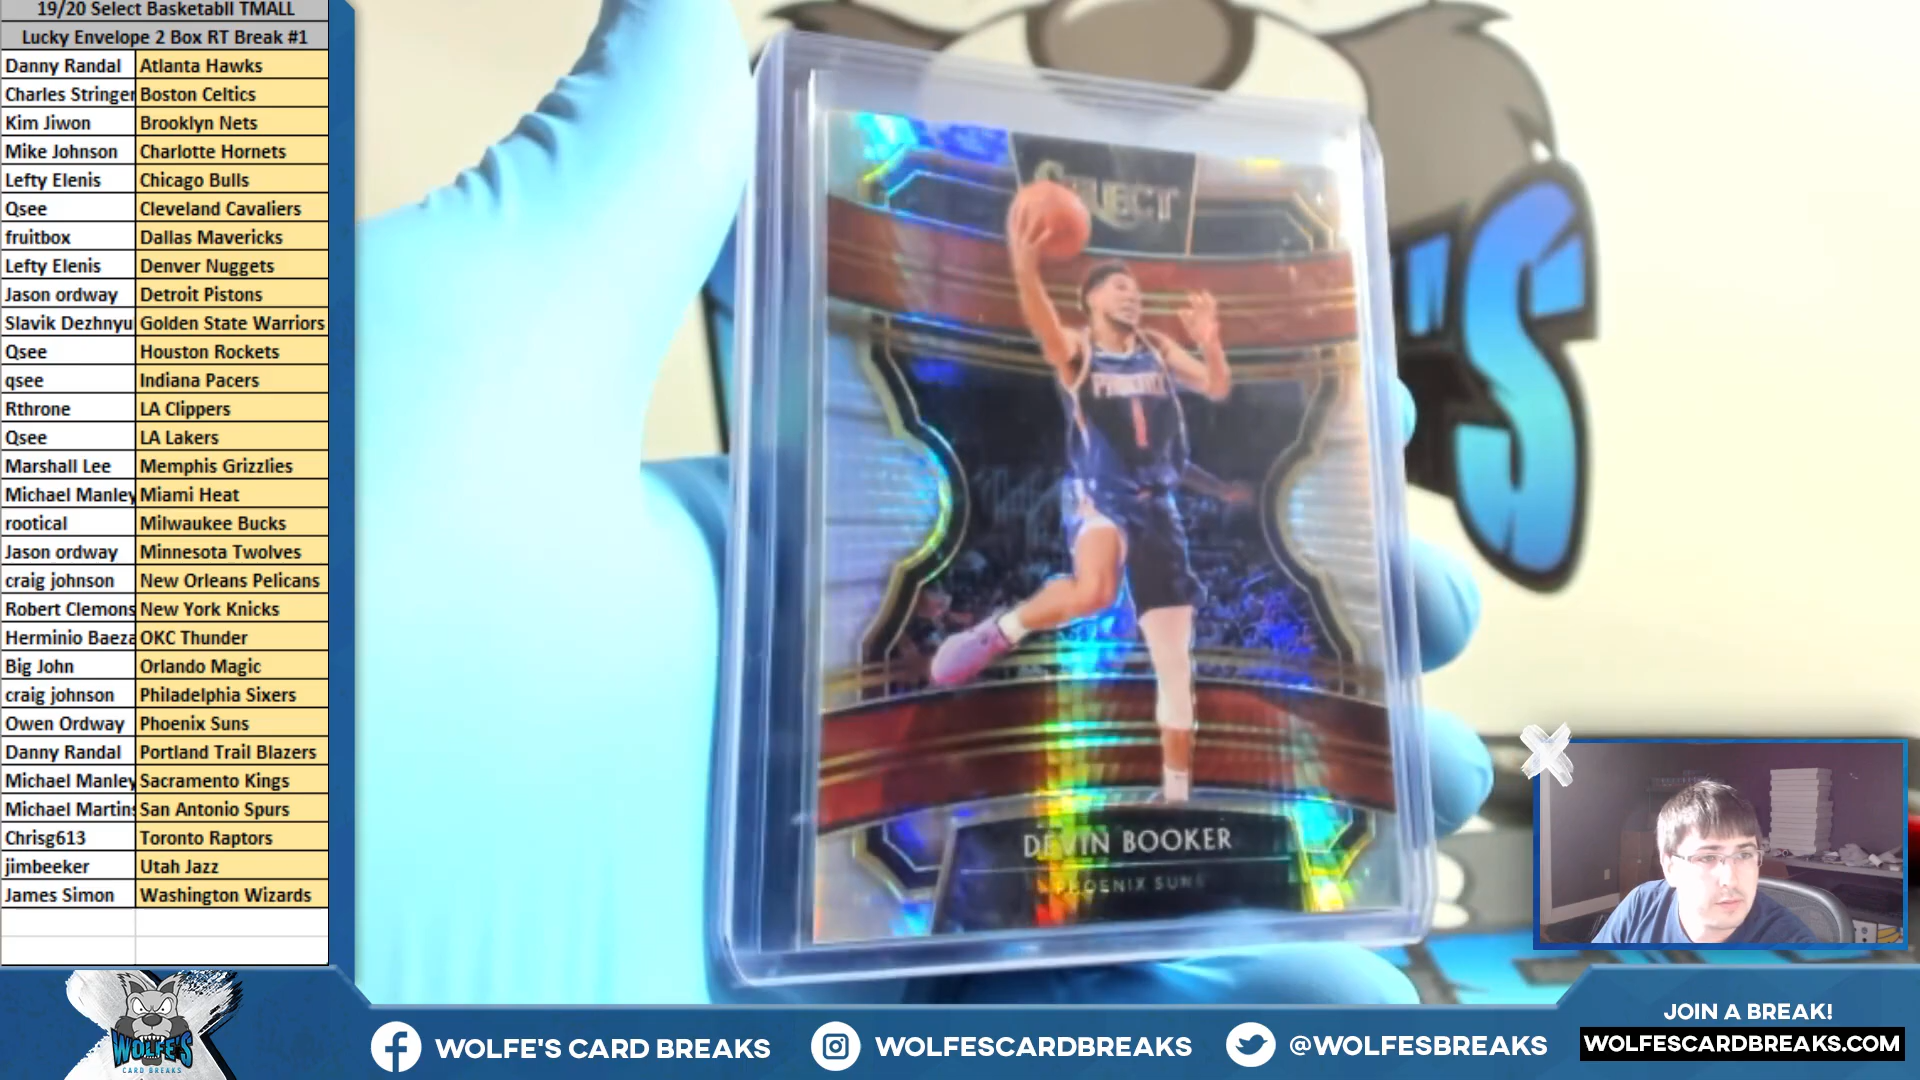 19/20 Select Basketabll TMALL
Lucky Envelope 2 Box RT Break #1
Danny Randal Atlanta Hawks
Charles Stringer Boston Celtics
Kim Jiwon Brooklyn Nets
Mike Johnson Charlotte Hornets
Lefty Elenis Chicago Bulls
Qsee Cleveland Cavaliers
fruitbox Dallas Mavericks
Lefty Elenis Denver Nuggets
Jason ordway Detroit Pistons
Slavik Dezhnyu Golden State Warriors
Qsee Houston Rockets
qsee Indiana Pacers
Rthrone LA Clippers
Qsee LA Lakers
Marshall Lee Memphis Grizzlies
Michael Manley Miami Heat
rootical Milwaukee Bucks
Jason ordway Minnesota Twolves
craig johnson New Orleans Pelicans
Robert Clemons New York Knicks
Herminio Baeza OKC Thunder
Big John Orlando Magic
craig johnson Philadelphia Sixers
Owen Ordway Phoenix Suns
Danny Randal Portland Trail Blazers
Michael Manley Sacramento Kings
Michael Martins San Antonio Spurs
Chrisg613 Toronto Raptors
jimbeeker Utah Jazz
James Simon Washington Wizards
SELECT
PHOENIX
1
DEVIN BOOKER
PHOENIX SUNS
WOLFE'S
CARD BREAKS
WOLFE'S CARD BREAKS
WOLFESCARDBREAKS
@WOLFESBREAKS
JOIN A BREAK!
WOLFESCARDBREAKS.COM